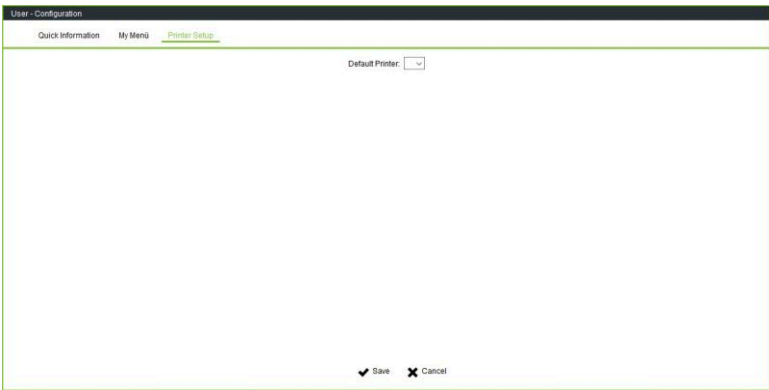 User - Configuration
Quick Information My Menü Printer Setup
Default Printer:
Save Cancel